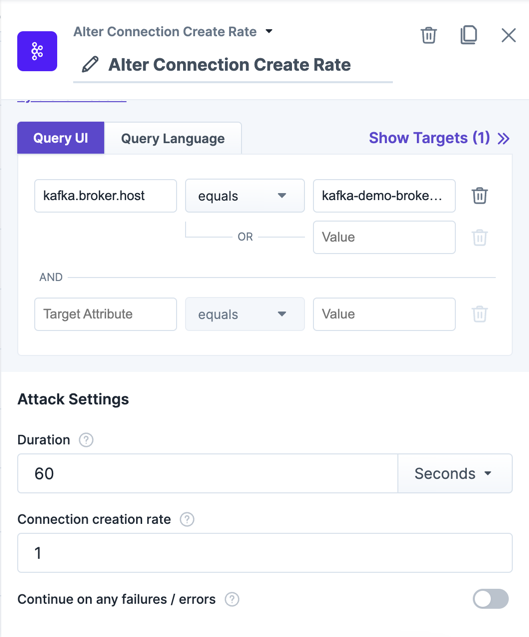 Alter Connection Create Rate
Alter Connection Create Rate
Query UI
Query Language
Show Targets (1)
kafka.broker.host
equals
kafka-demo-broke...
OR
Value
AND
Target Attribute
equals
Value
Attack Settings
Duration
60
Seconds
Connection creation rate
1
Continue on any failures / errors